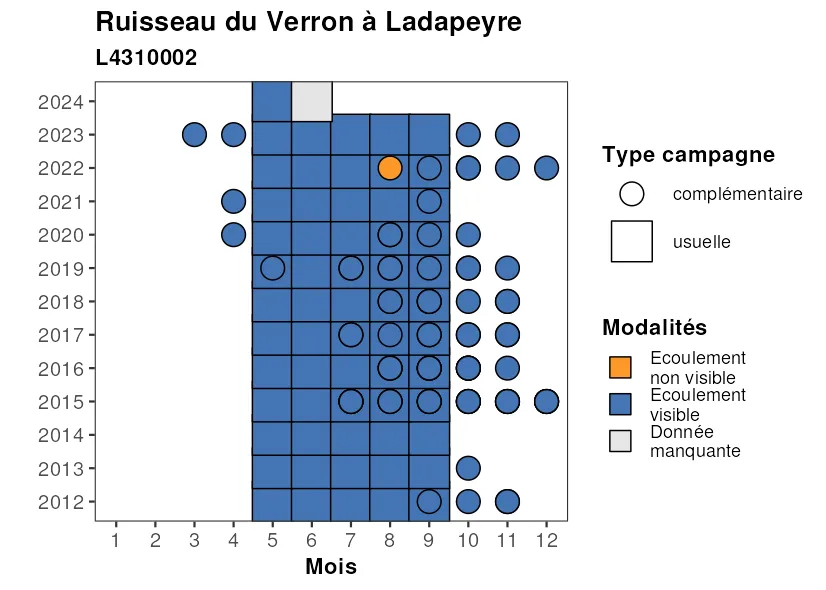 Ruisseau du Verron à Ladapeyre
L4310002
2024
2023
2022
2021
2020
2019
2018
2017
2016
2015
2014
2013
2012
1 2 3 4 5 6 7 8 9 10 11 12
Mois
Type campagne
complémentaire
usuelle
Modalités
Ecoulement
non visible
Ecoulement
visible
Donnée
manquante